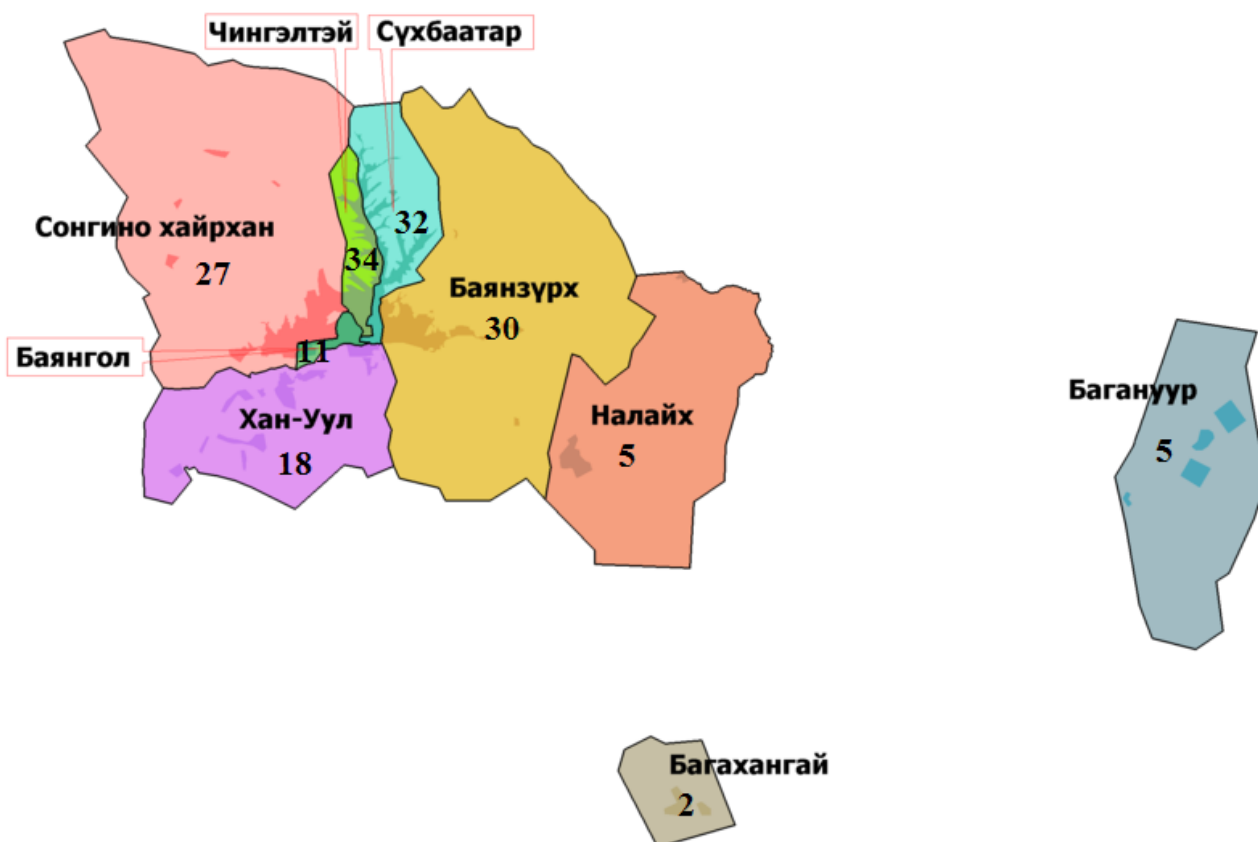 Чингэлтэй
Сүхбаатар
Сонгино хайрхан
27
32
34
Баянзүрх
30
Баянгол
11
Хан-Уул
18
Налайх
5
Багануур
5
Багахангай
2